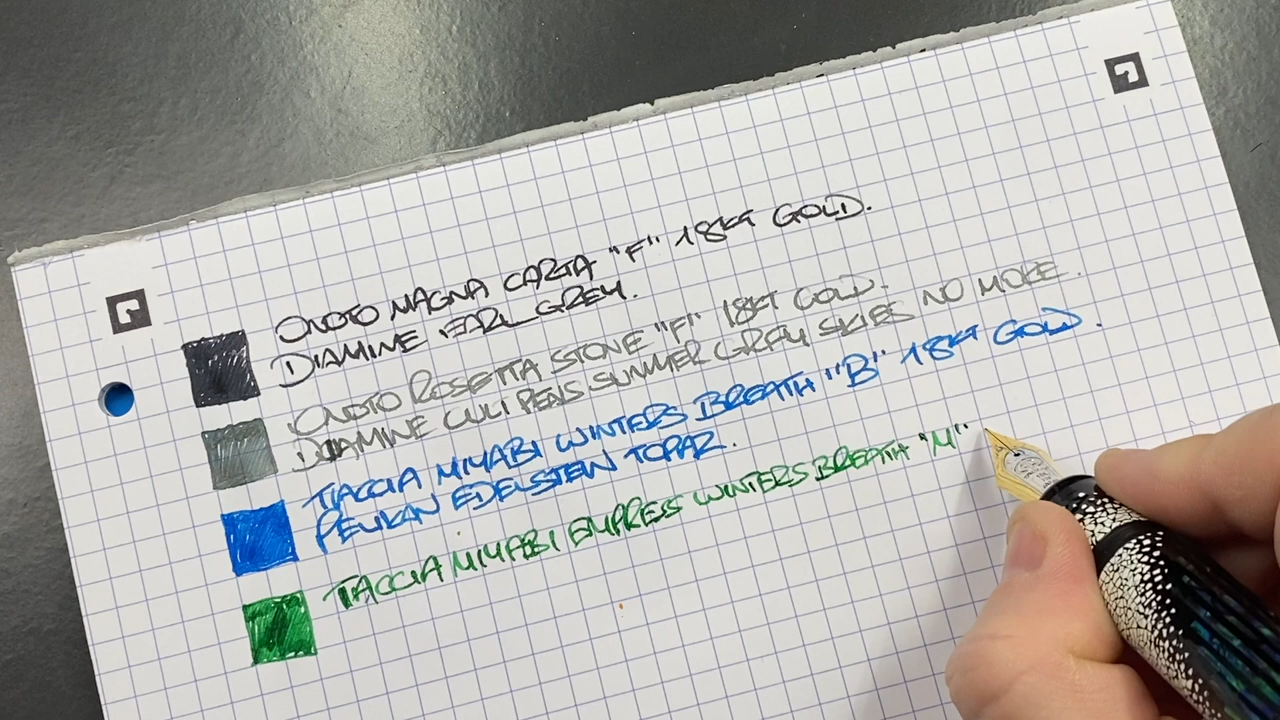 ONOTO MAGNA CARTA "F" 18KT GOLD.
DIAMINE EARL GREY.
ONOTO ROSETTA STONE "F" 18KT GOLD.
DIAMINE CULT PENS SUMMER GREY SKIES NO MORE.
TACCIA MIYABI WINTERS BREATH "B" 18KT GOLD.
PELIKAN EDELSTEIN TOPAZ.
TACCIA MIYABI EMPRESS WINTERS BREATH "M"